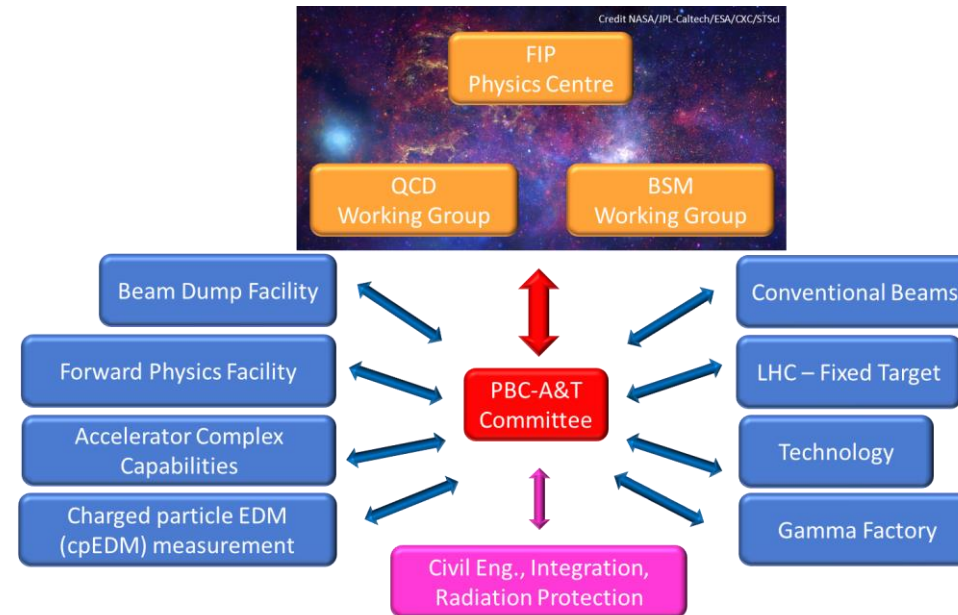 Credit NASA/JPL-Caltech/ESA/CXC/STScI
FIP
Physics Centre
QCD
Working Group
BSM
Working Group
Beam Dump Facility
Conventional Beams
Forward Physics Facility
LHC – Fixed Target
PBC-A&T
Committee
Accelerator Complex
Capabilities
Technology
Charged particle EDM
(cpEDM) measurement
Gamma Factory
Civil Eng., Integration,
Radiation Protection